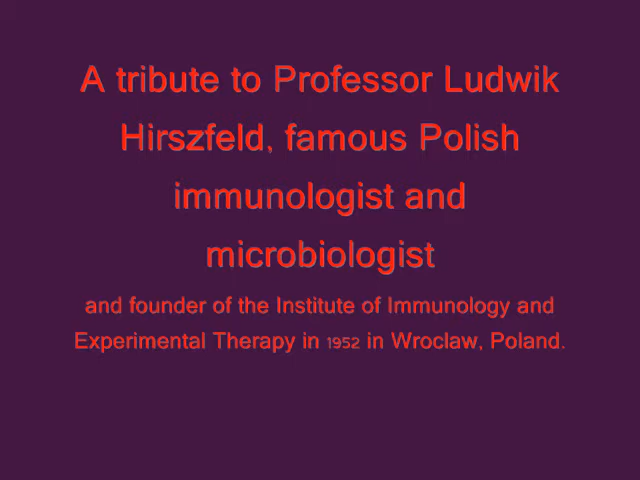 A tribute to Professor Ludwik
Hirszfeld, famous Polish
immunologist and
microbiologist
and founder of the Institute of Immunology and
Experimental Therapy in 1952 in Wroclaw, Poland.